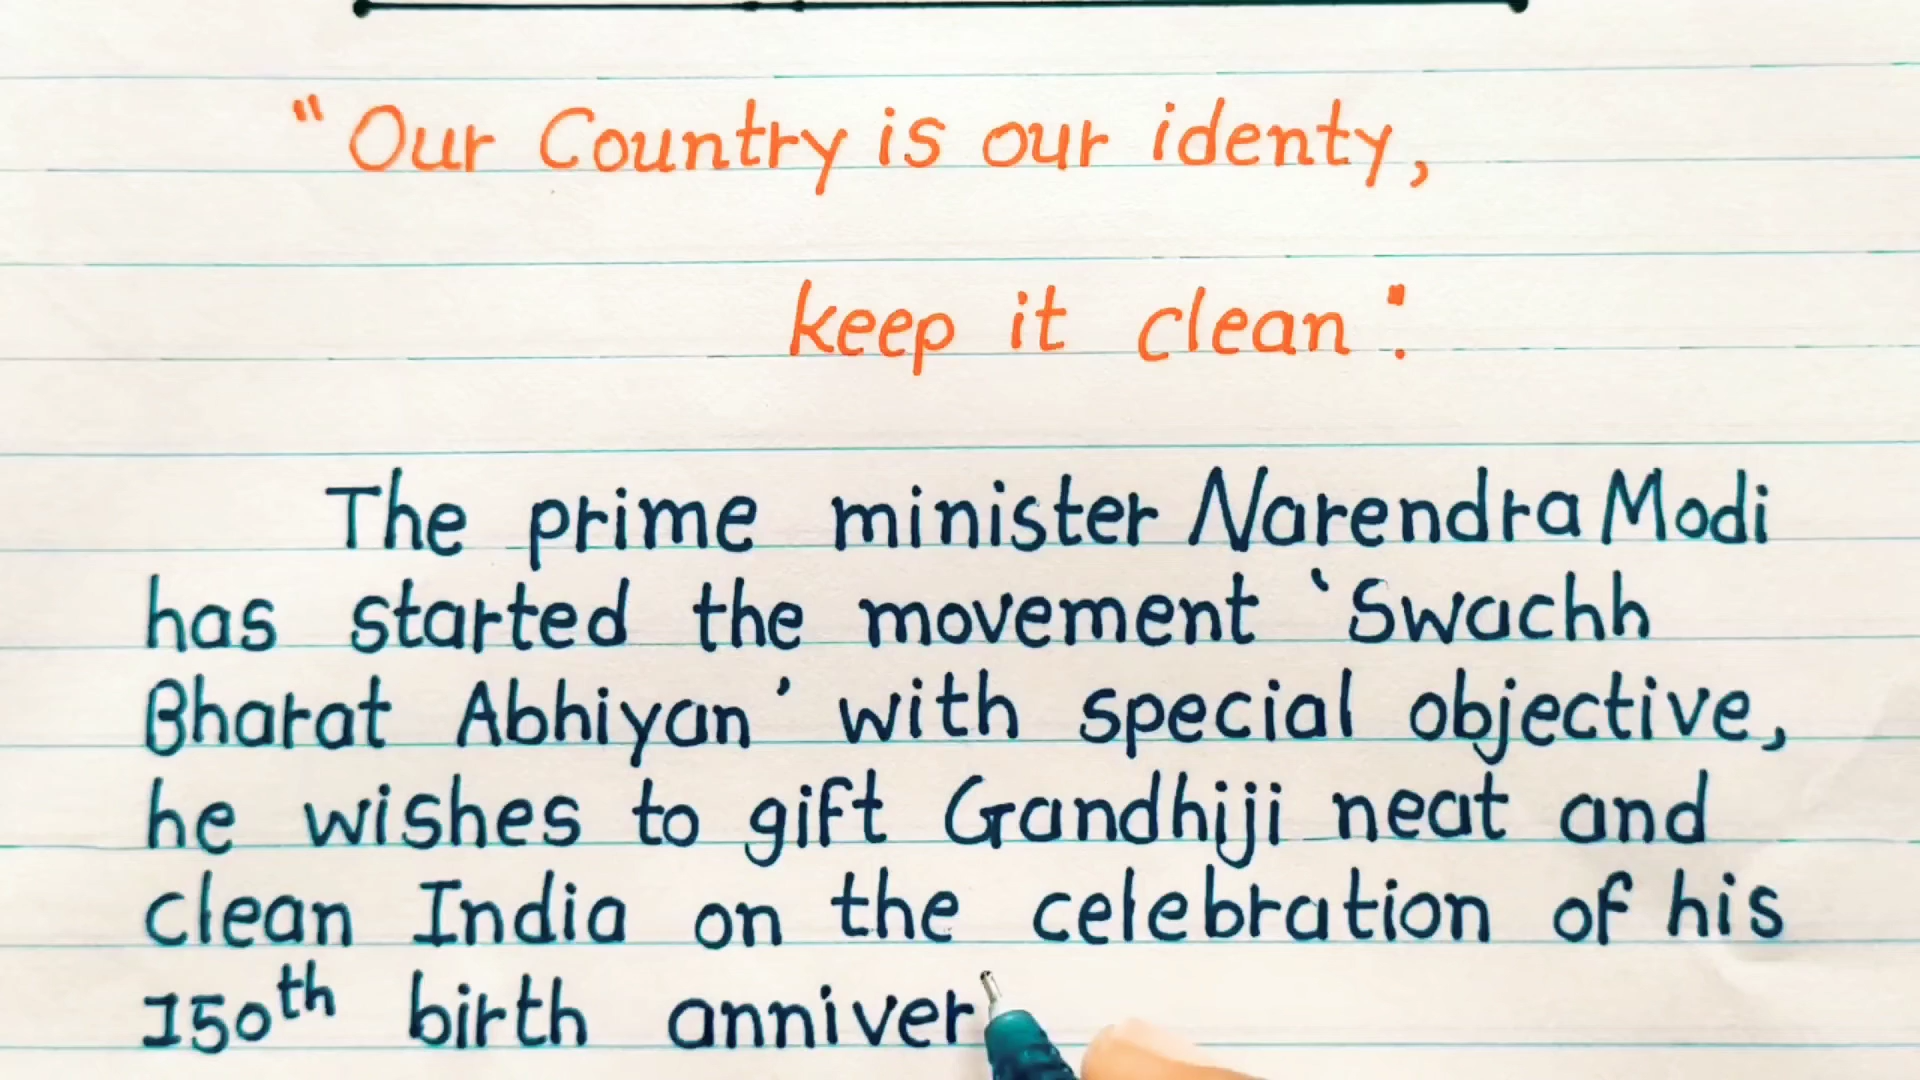 "Our Country is our identy,
keep it clean".
The prime minister Narendra Modi
has started the movement 'Swachh
Bharat Abhiyan' with special objective,
he wishes to gift Gandhiji neat and
clean India on the celebration of his
150th birth anniver